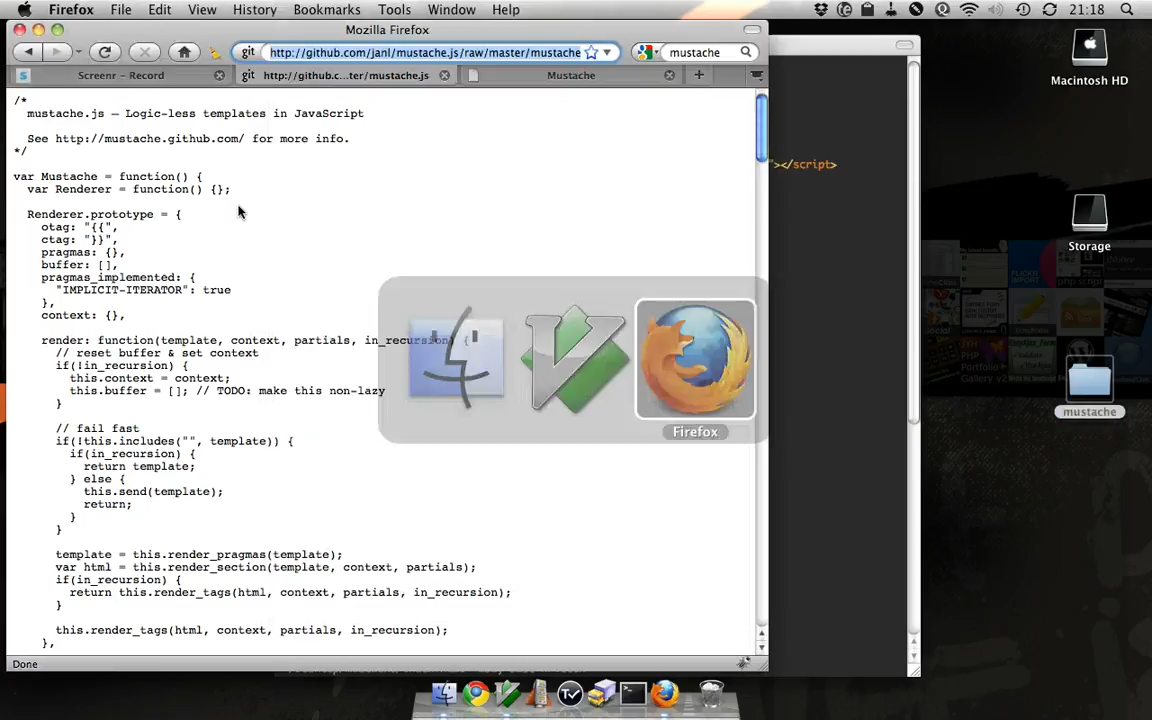 Firefox File Edit View History Bookmarks Tools Window Help 21:18
Mozilla Firefox
git http://github.com/janl/mustache.js/raw/master/mustache
mustache
Screenr - Record
git http://github.c...ter/mustache.js
Mustache
/*
mustache.js — Logic-less templates in JavaScript
See http://mustache.github.com/ for more info.
*/
var Mustache = function() {
var Renderer = function() {};
Renderer.prototype = {
otag: "{{",
ctag: "}}",
pragmas: {},
buffer: [],
pragmas_implemented: {
"IMPLICIT-ITERATOR": true
},
context: {},
render: function(template, context, partials, in_recursion) {
// reset buffer & set context
if(!in_recursion) {
this.context = context;
this.buffer = []; // TODO: make this non-lazy
}
// fail fast
if(!this.includes("", template)) {
if(in_recursion) {
return template;
} else {
this.send(template);
return;
}
}
template = this.render_pragmas(template);
var html = this.render_section(template, context, partials);
if(in_recursion) {
return this.render_tags(html, context, partials, in_recursion);
}
this.render_tags(html, context, partials, in_recursion);
},
Done
Firefox
"></script>
Macintosh HD
Storage
mustache